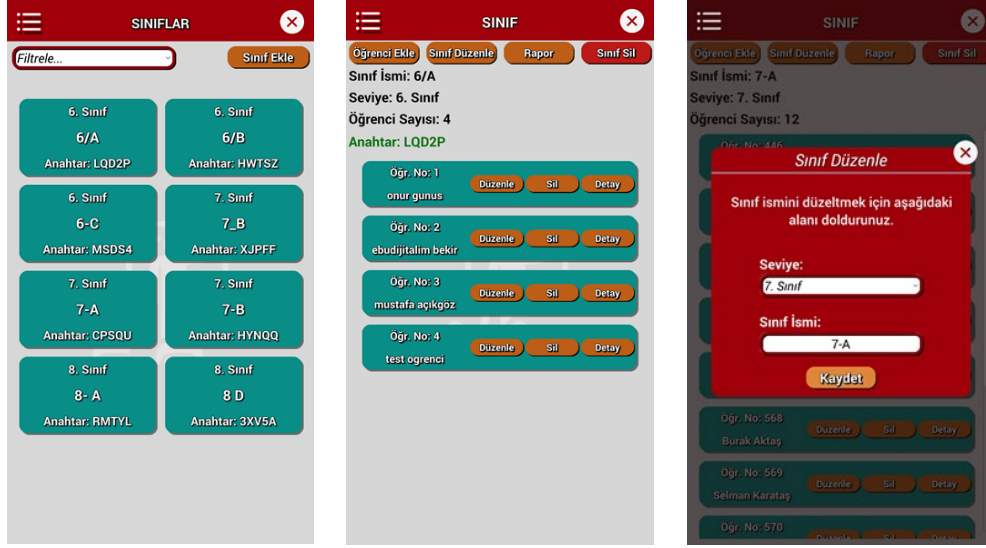 SINIFLAR
Filtrele...
Sınıf Ekle
6. Sınıf
6/A
Anahtar: LQD2P
6. Sınıf
6/B
Anahtar: HWTSZ
6. Sınıf
6-C
Anahtar: MSDS4
7. Sınıf
7_B
Anahtar: XJPFF
7. Sınıf
7-A
Anahtar: CPSQU
7. Sınıf
7-B
Anahtar: HYNQQ
8. Sınıf
8- A
Anahtar: RMTYL
8. Sınıf
8 D
Anahtar: 3XV5A
SINIF
Öğrenci Ekle Sınıf Düzenle Rapor Sınıf Sil
Sınıf İsmi: 6/A
Seviye: 6. Sınıf
Öğrenci Sayısı: 4
Anahtar: LQD2P
Öğr. No: 1
onur gunus
Düzenle Sil Detay
Öğr. No: 2
ebudijitalim bekir
Düzenle Sil Detay
Öğr. No: 3
mustafa açıkgöz
Düzenle Sil Detay
Öğr. No: 4
test ogrenci
Düzenle Sil Detay
SINIF
Öğrenci Ekle Sınıf Düzenle Rapor Sınıf Sil
Sınıf İsmi: 7-A
Seviye: 7. Sınıf
Öğrenci Sayısı: 12
Öğr. No: 446
Sınıf Düzenle
Sınıf ismini düzeltmek için aşağıdaki
alanı doldurunuz.
Seviye:
7. Sınıf
Sınıf İsmi:
7-A
Kaydet
Öğr. No: 568
Burak Aktaş
Düzenle Sil Detay
Öğr. No: 569
Selman Karataş
Düzenle Sil Detay
Öğr. No: 570
Düzenle Sil Detay